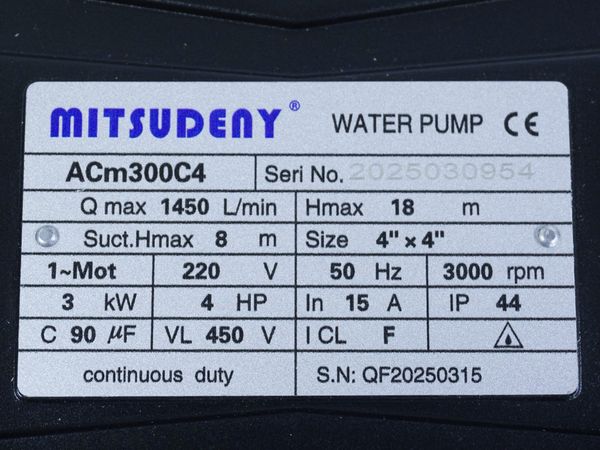 MITSUDENY® WATER PUMP CE
ACm300C4 Seri No. 2025030954
Q max 1450 L/min Hmax 18 m
Suct.Hmax 8 m Size 4" × 4"
1~Mot 220 V 50 Hz 3000 rpm
3 kW 4 HP In 15 A IP 44
C 90 µF VL 450 V I CL F
continuous duty S.N: QF20250315